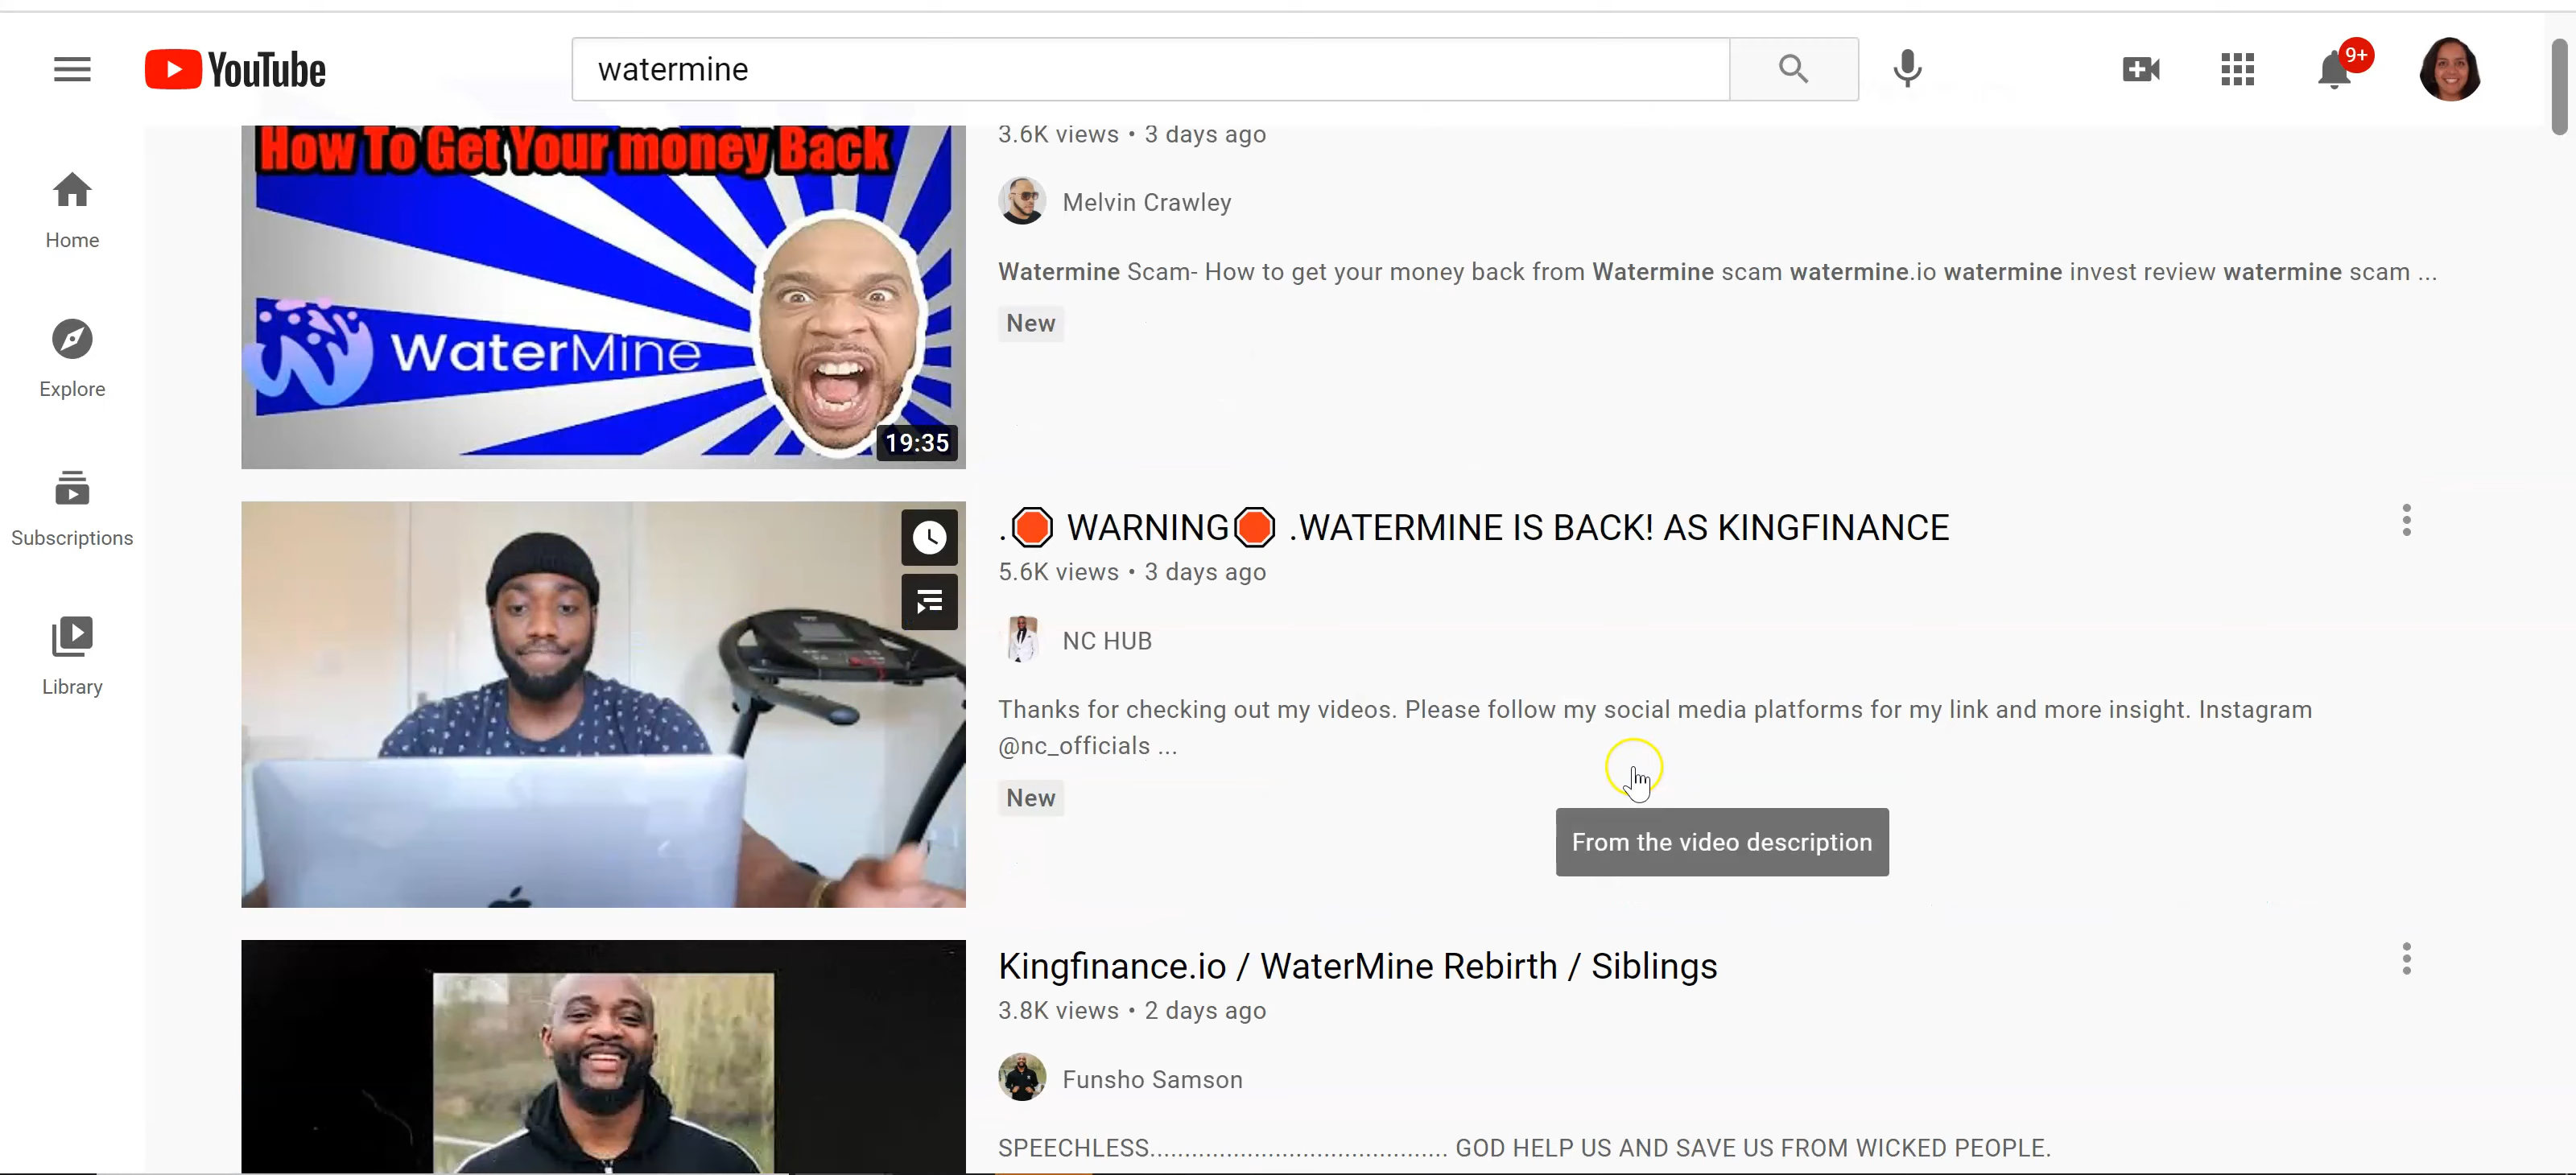 YouTube
watermine
9+
Home
Explore
Subscriptions
Library
How To Get Your money Back
WaterMine
19:35
3.6K views • 3 days ago
Melvin Crawley
Watermine Scam- How to get your money back from Watermine scam watermine.io watermine invest review watermine scam ...
New
.🛑 WARNING🛑 .WATERMINE IS BACK! AS KINGFINANCE
5.6K views • 3 days ago
NC HUB
Thanks for checking out my videos. Please follow my social media platforms for my link and more insight. Instagram
@nc_officials ...
New
From the video description
Kingfinance.io / WaterMine Rebirth / Siblings
3.8K views • 2 days ago
Funsho Samson
SPEECHLESS........................................... GOD HELP US AND SAVE US FROM WICKED PEOPLE.